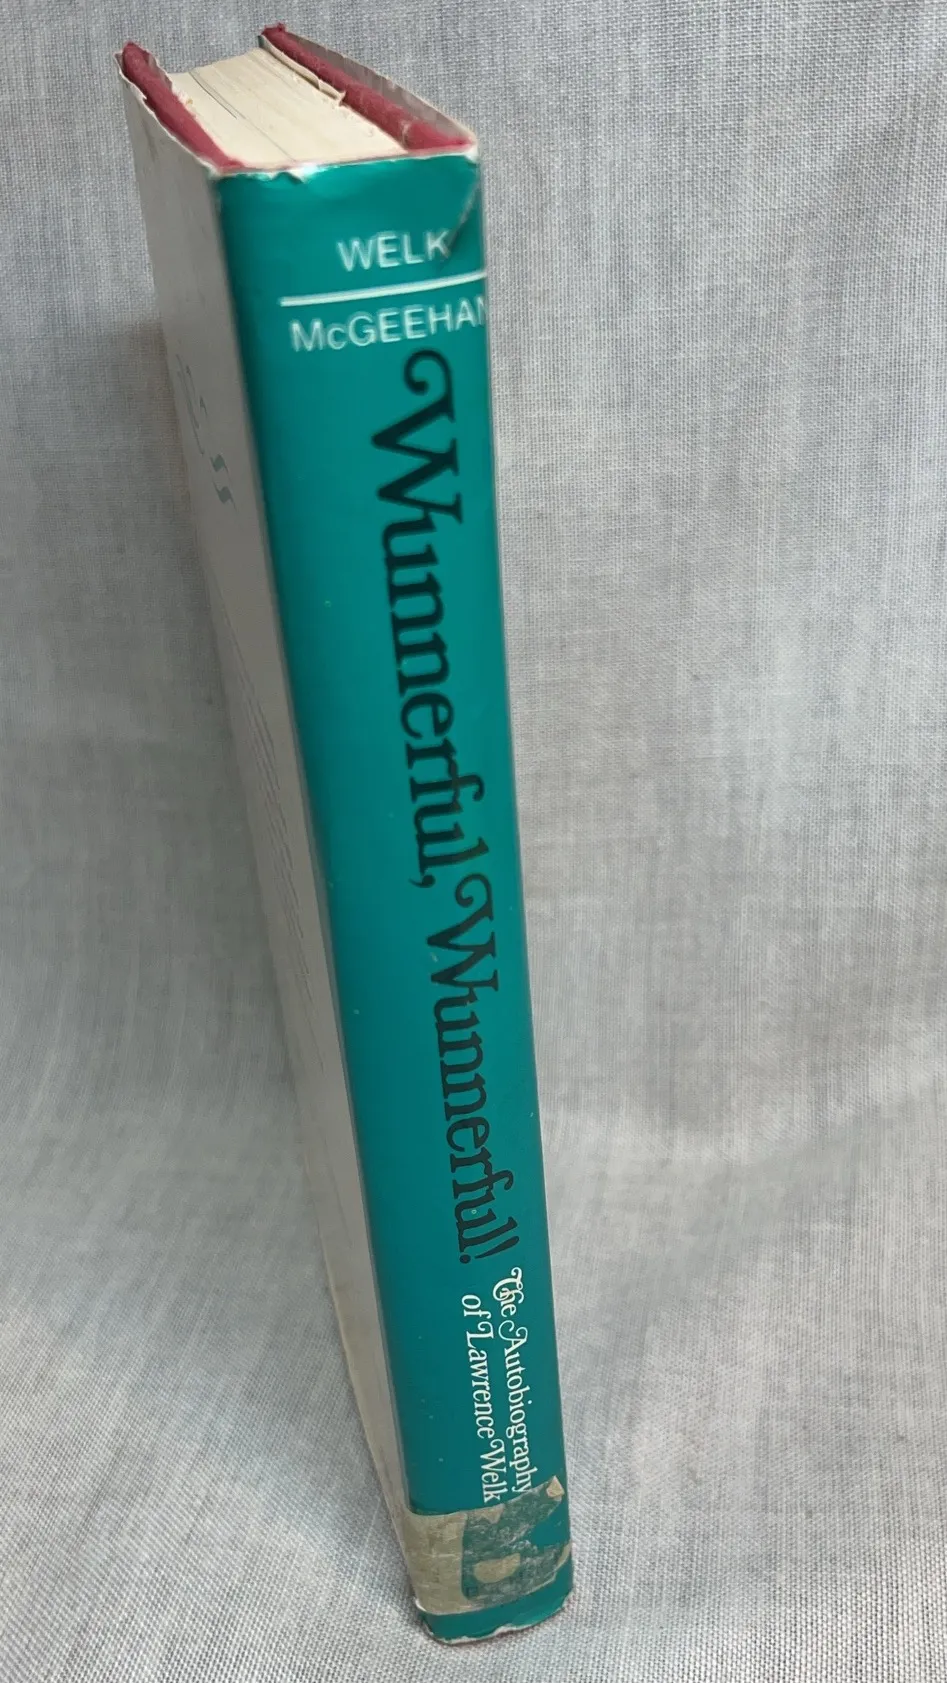 WELK
McGEEHAN
Wunnerful, Wunnerful!
The Autobiography
of Lawrence Welk